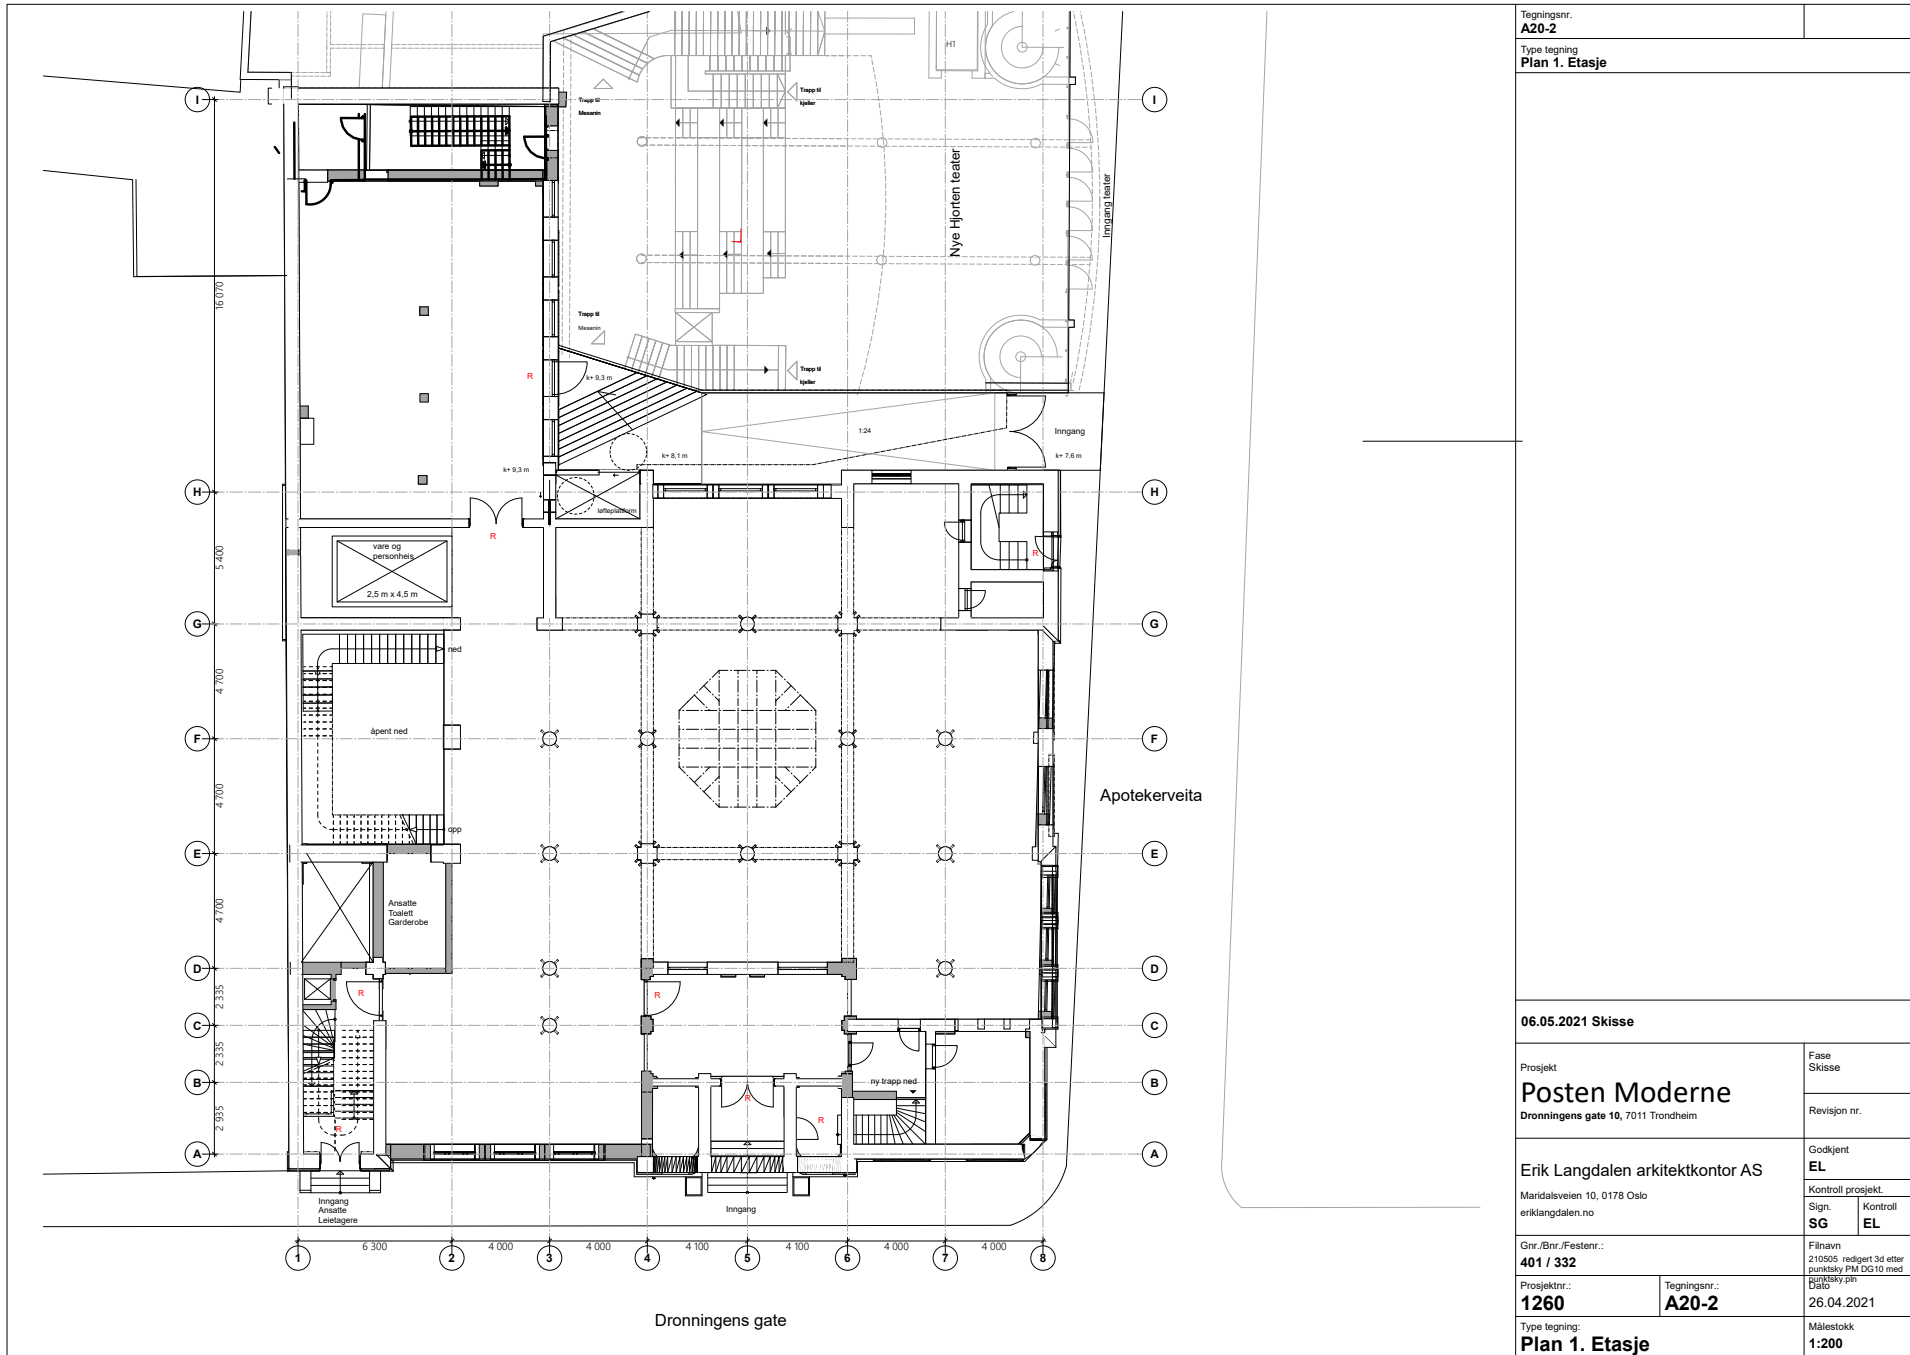 Tegningsnr.
A20-2
Type tegning
Plan 1. Etasje
H1
I
I
Trapp til
Mesanin
Trapp til
kjeller
Nye Hjorten teater
Inngang teater
16 070
Trapp til
Mesanin
Trapp til
kjeller
R
k+ 9,3 m
1:24
Inngang
k+ 8,1 m
k+ 7,6 m
k+ 9,3 m
H
H
løfteplattform
R
R
vare og
personheis
2,5 m x 4,5 m
5 400
G
G
ned
4 700
F
åpent ned
F
4 700
Apotekerveita
opp
E
E
4 700
Ansatte
Toalett
Garderobe
D
D
R
R
2 335
C
C
2 335
B
ny trapp ned
B
R
R
R
2 935
A
A
Inngang
Ansatte
Leietagere
Inngang
6 300
4 000
4 000
4 100
4 100
4 000
4 000
1
2
3
4
5
6
7
8
Dronningens gate
06.05.2021 Skisse
Prosjekt
Posten Moderne
Dronningens gate 10, 7011 Trondheim
Fase
Skisse
Revisjon nr.
Erik Langdalen arkitektkontor AS
Maridalsveien 10, 0178 Oslo
eriklangdalen.no
Godkjent
EL
Kontroll prosjekt.
Sign.
SG
Kontroll
EL
Gnr./Bnr./Festenr.:
401 / 332
Filnavn
210505 redigert 3d etter
punktsky PM DG10 med
punktsky.pln
Prosjektnr.:
1260
Tegningsnr.:
A20-2
Dato
26.04.2021
Type tegning:
Plan 1. Etasje
Målestokk
1:200